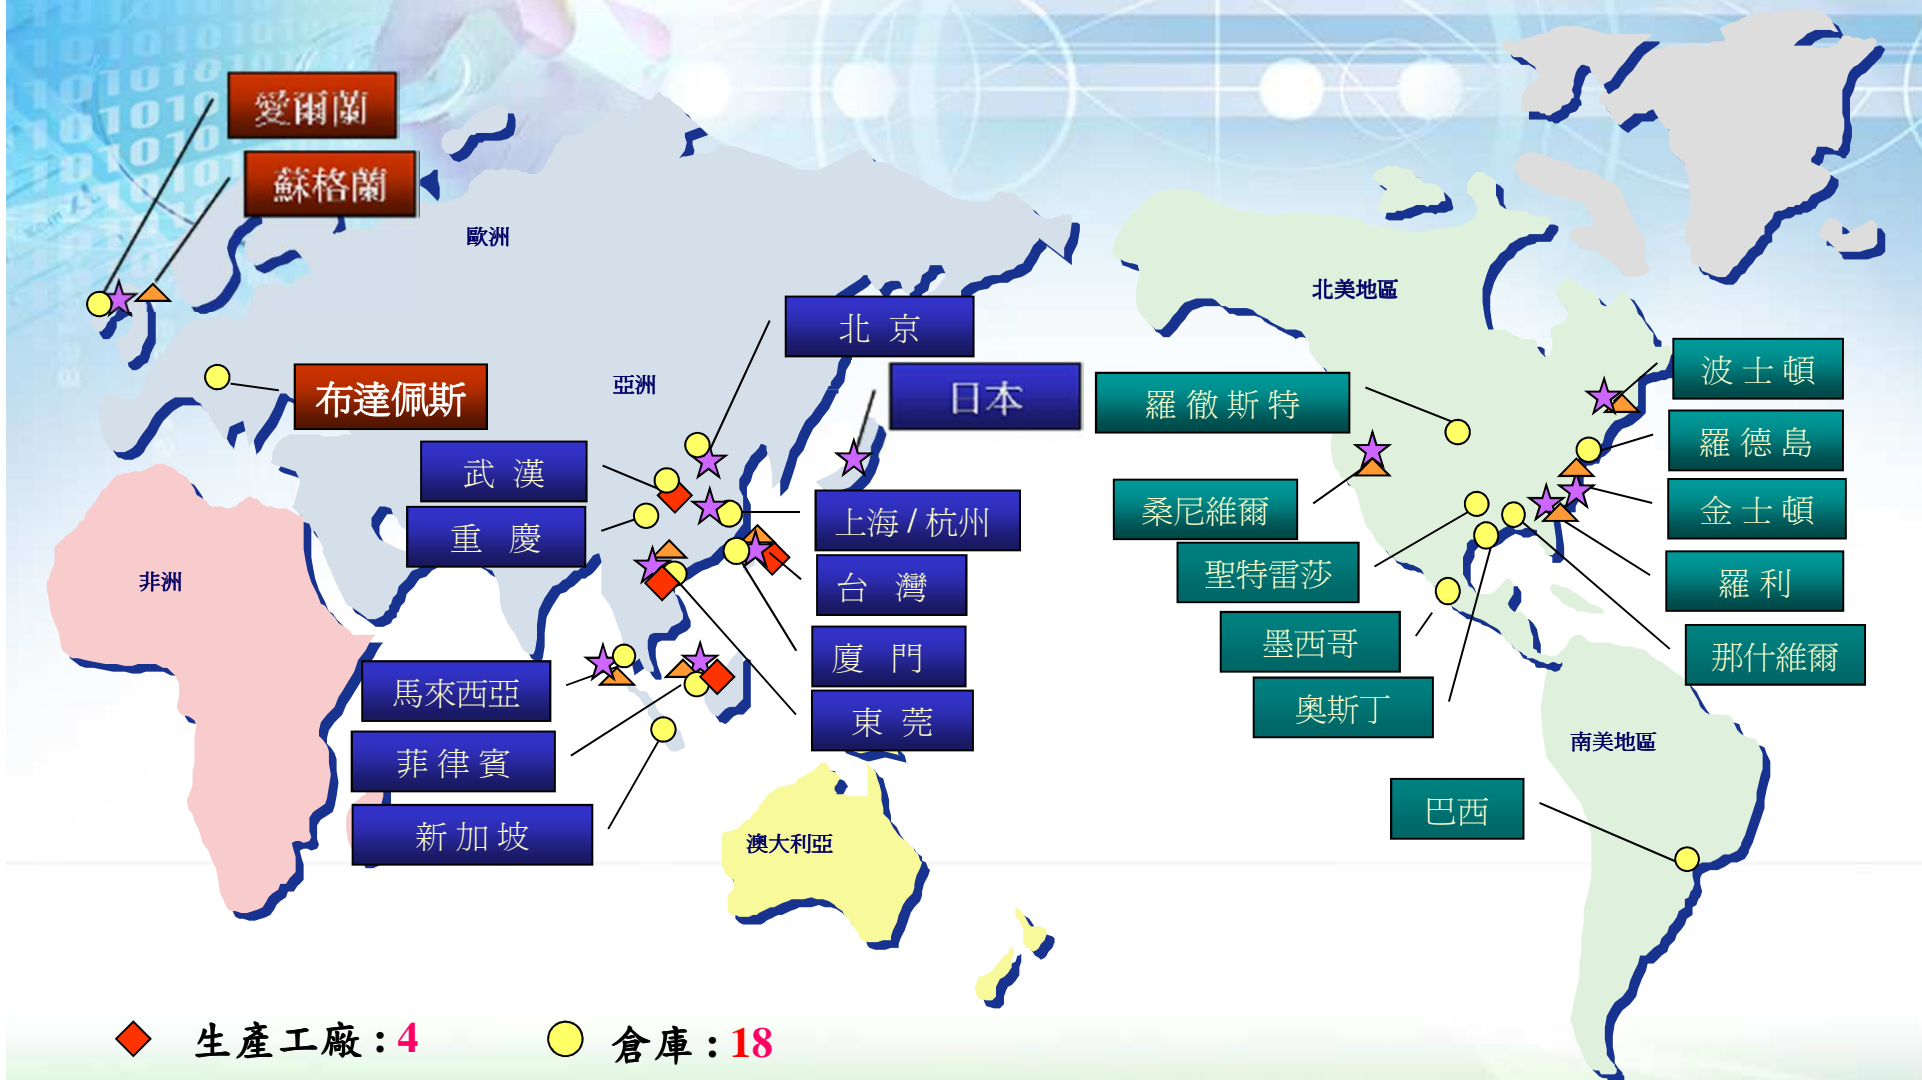 愛爾蘭
蘇格蘭
歐洲
北美地區
北 京
亞洲
布達佩斯
日本
羅 徹 斯 特
波 士 頓
武 漢
羅 德 島
重 慶
上海 / 杭州
桑尼維爾
金 士 頓
非洲
台 灣
聖特雷莎
羅 利
廈 門
墨西哥
那什維爾
馬來西亞
東 莞
奧斯丁
菲 律 賓
南美地區
新 加 坡
澳大利亞
巴西
生產工廠 : 4
倉庫 : 18